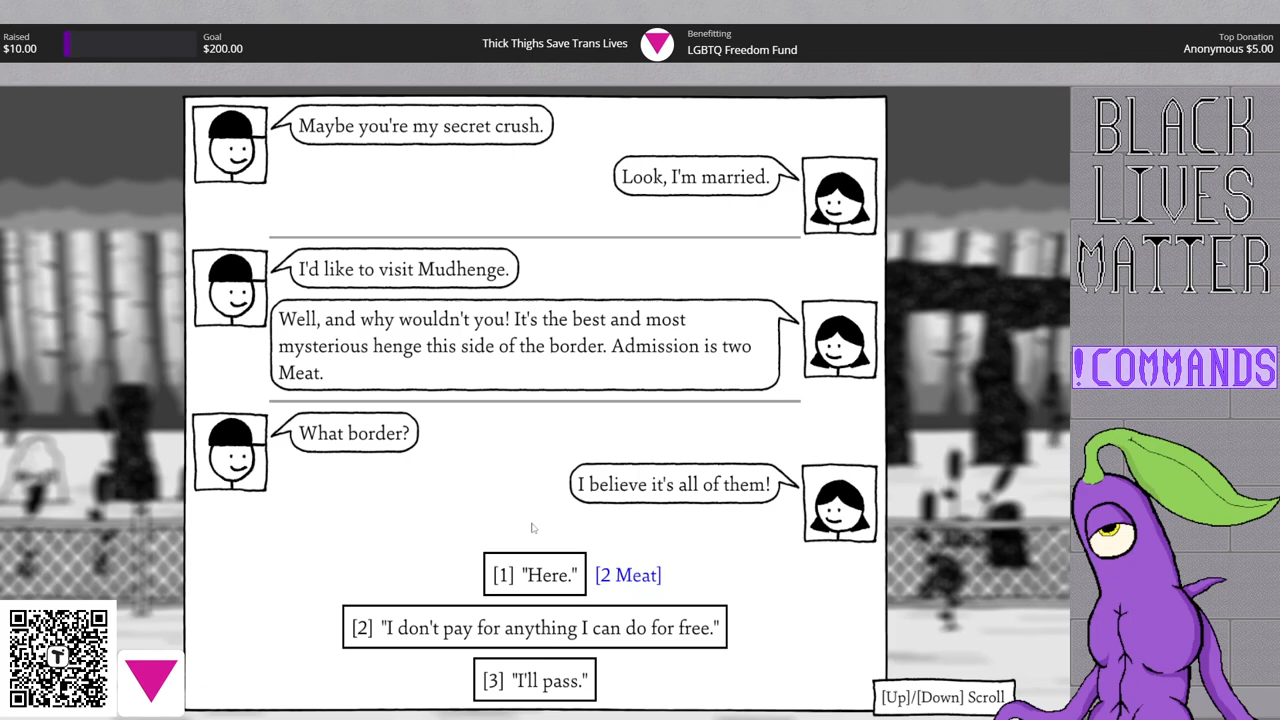 Raised
$10.00
Goal
$200.00
Thick Thighs Save Trans Lives
Benefitting
LGBTQ Freedom Fund
Top Donation
Anonymous $5.00
Maybe you're my secret crush.
Look, I'm married.
I'd like to visit Mudhenge.
Well, and why wouldn't you! It's the best and most
mysterious henge this side of the border. Admission is two
Meat.
What border?
I believe it's all of them!
[1] "Here." [2 Meat]
[2] "I don't pay for anything I can do for free."
[3] "I'll pass."
[Up]/[Down] Scroll
BLACK
LIVES
MATTER
!COMMANDS
T